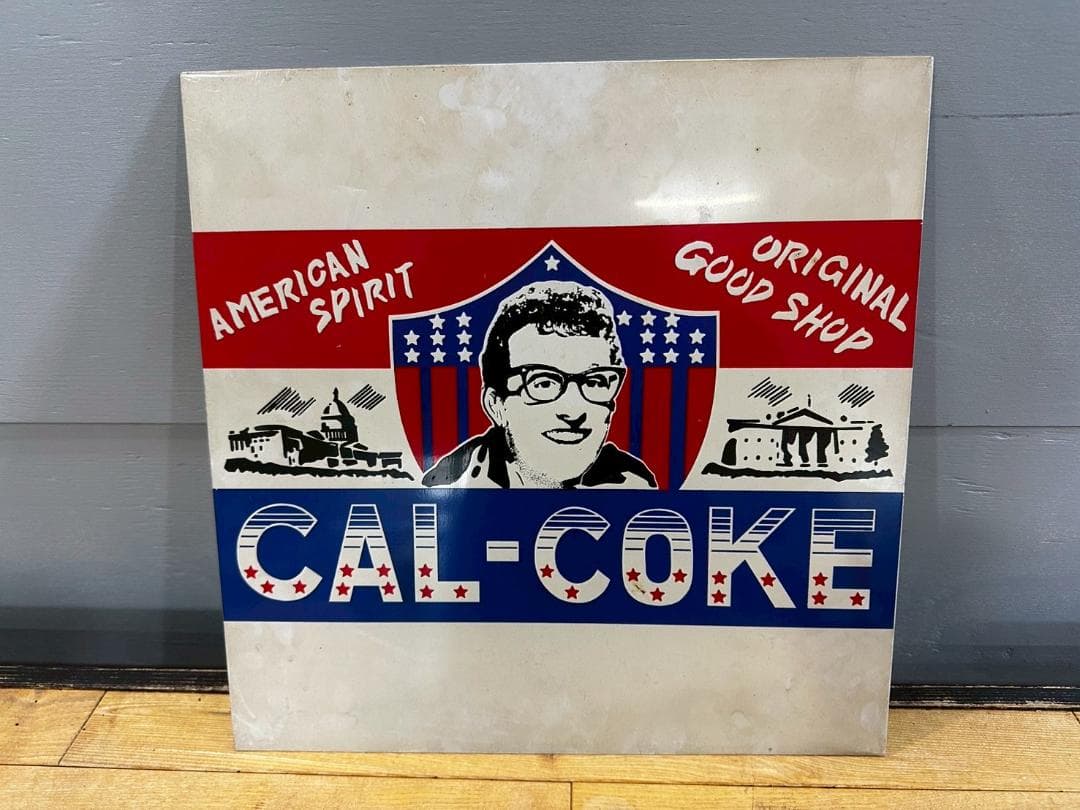 AMERICAN
SPIRIT
ORIGINAL
GOOD SHOP
CAL-COKE